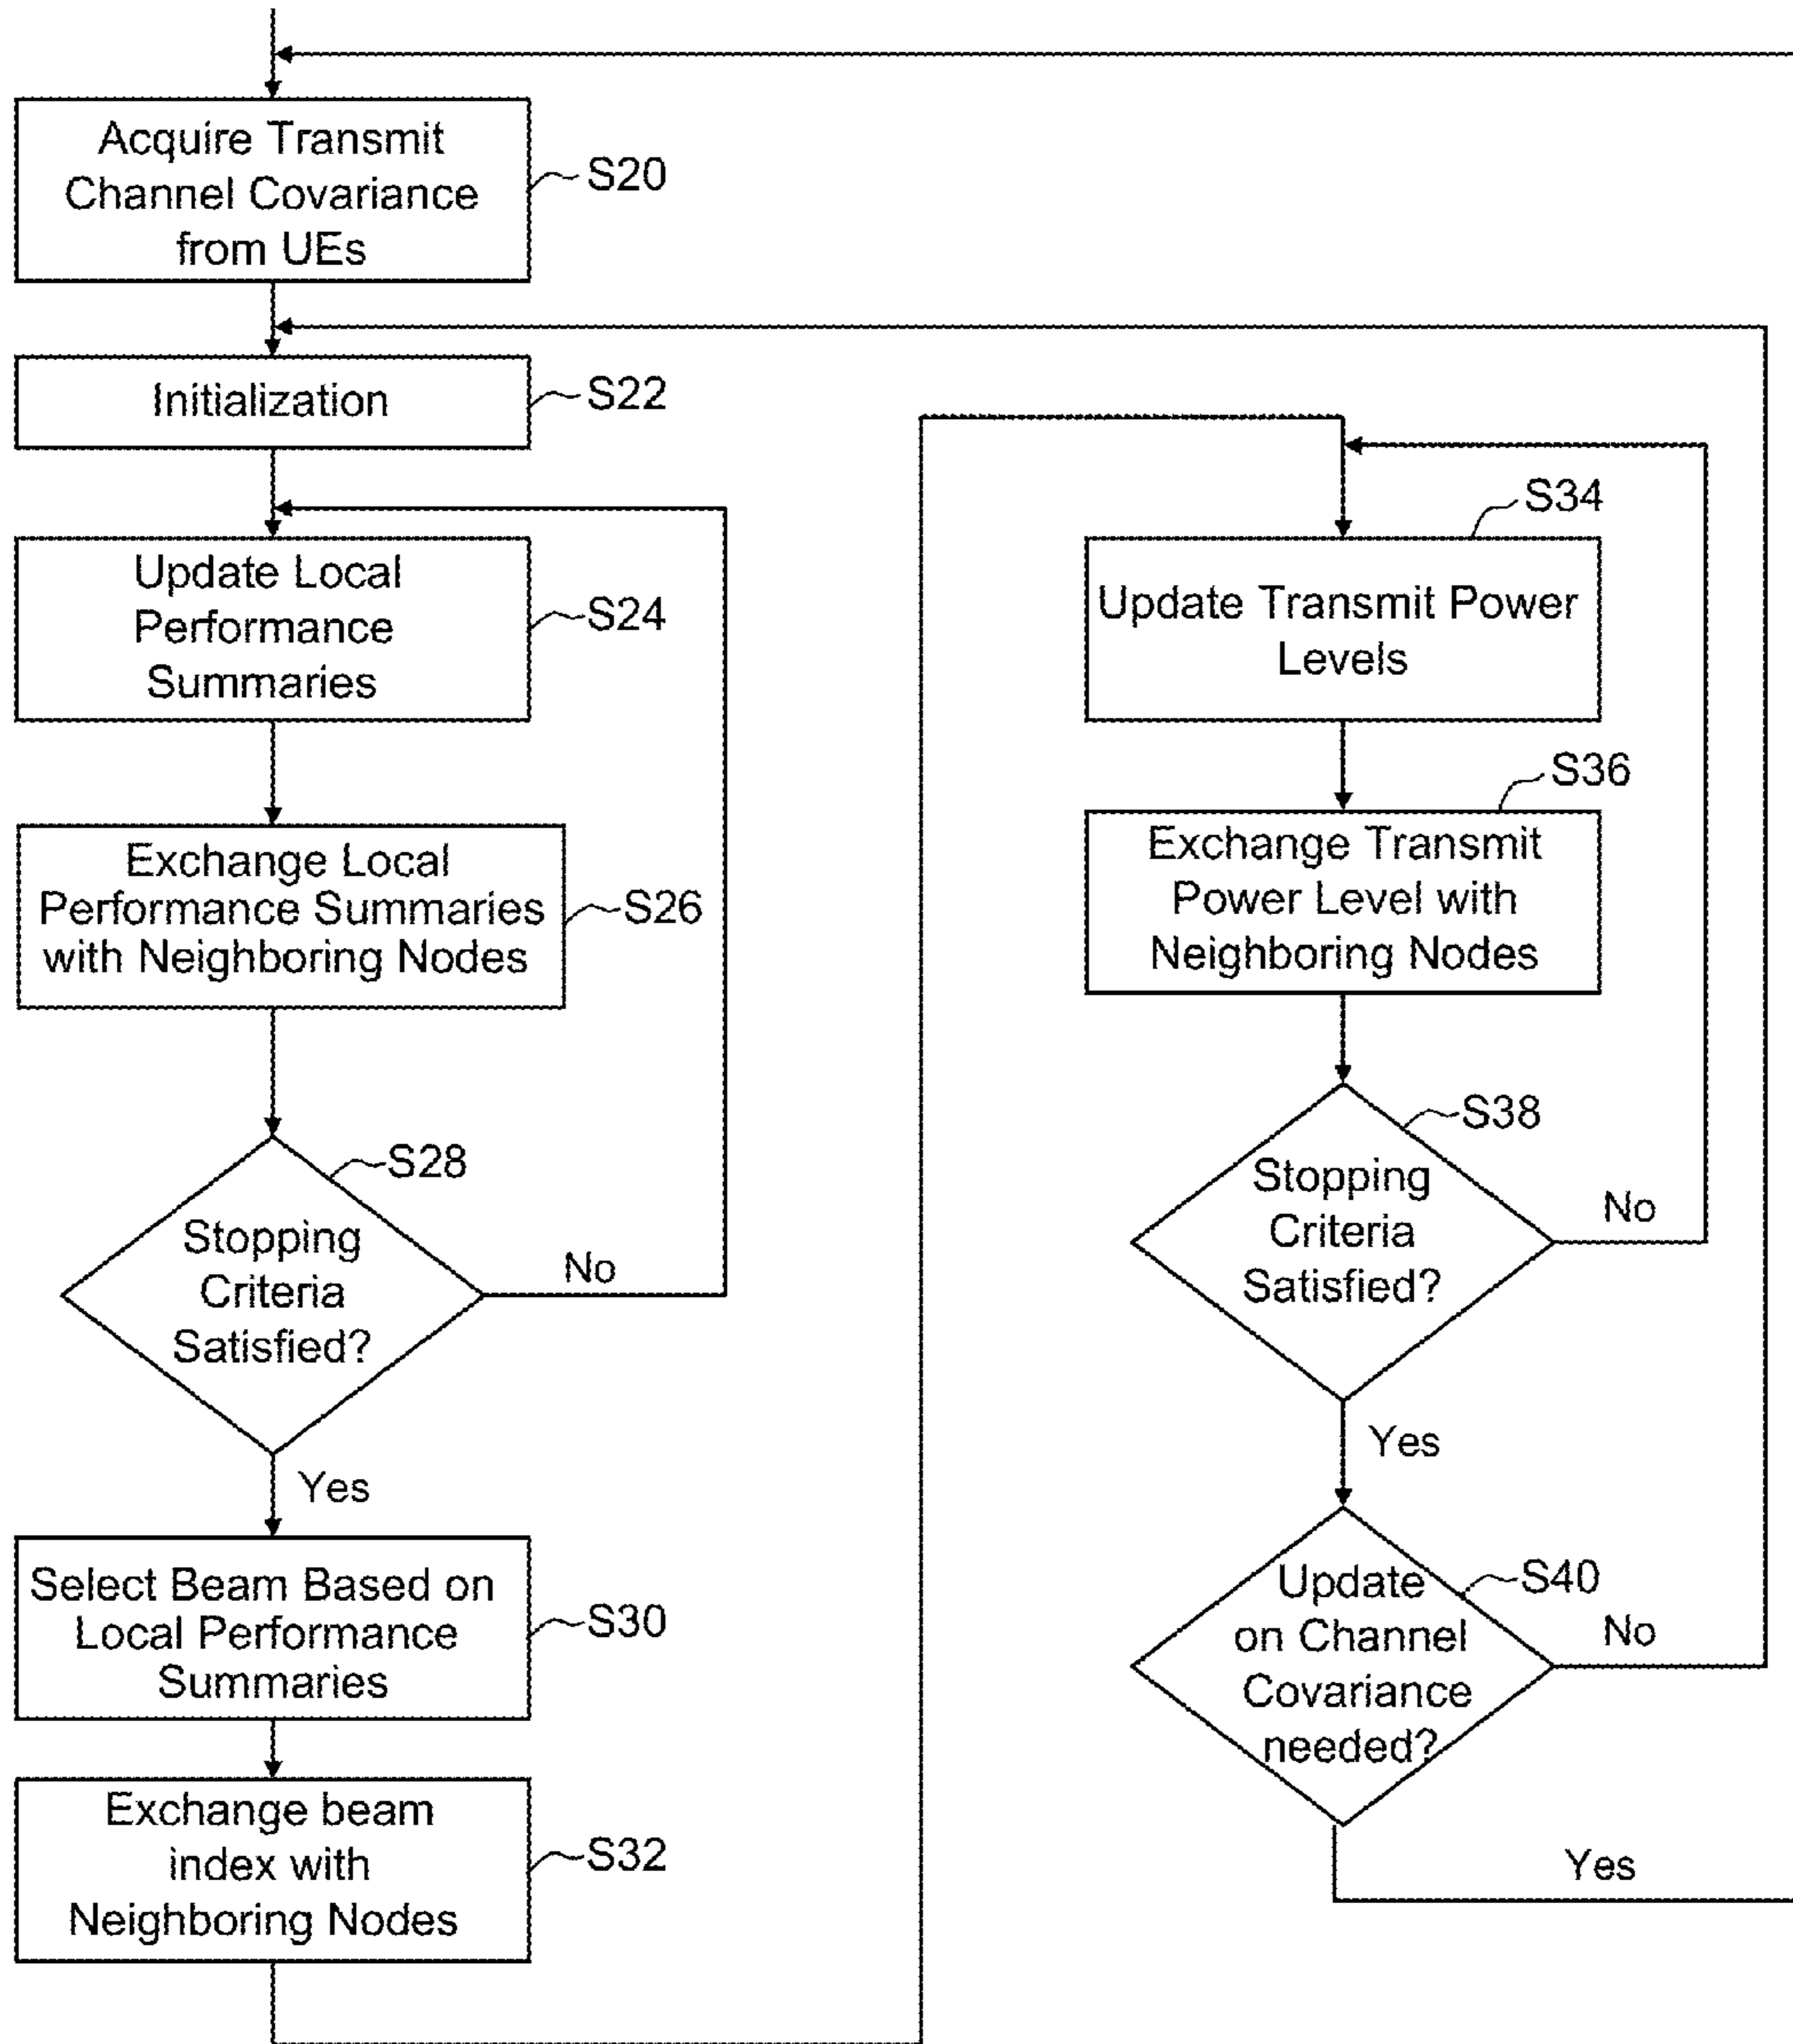 Acquire Transmit
Channel Covariance
from UEs
S20
Initialization
S22
Update Local
Performance
Summaries
S24
Exchange Local
Performance Summaries
with Neighboring Nodes
S26
S28
Stopping
Criteria
Satisfied?
No
Yes
Select Beam Based on
Local Performance
Summaries
S30
Exchange beam
index with
Neighboring Nodes
S32
S34
Update Transmit Power
Levels
S36
Exchange Transmit
Power Level with
Neighboring Nodes
S38
Stopping
Criteria
Satisfied?
No
Yes
S40
Update
on Channel
Covariance
needed?
No
Yes